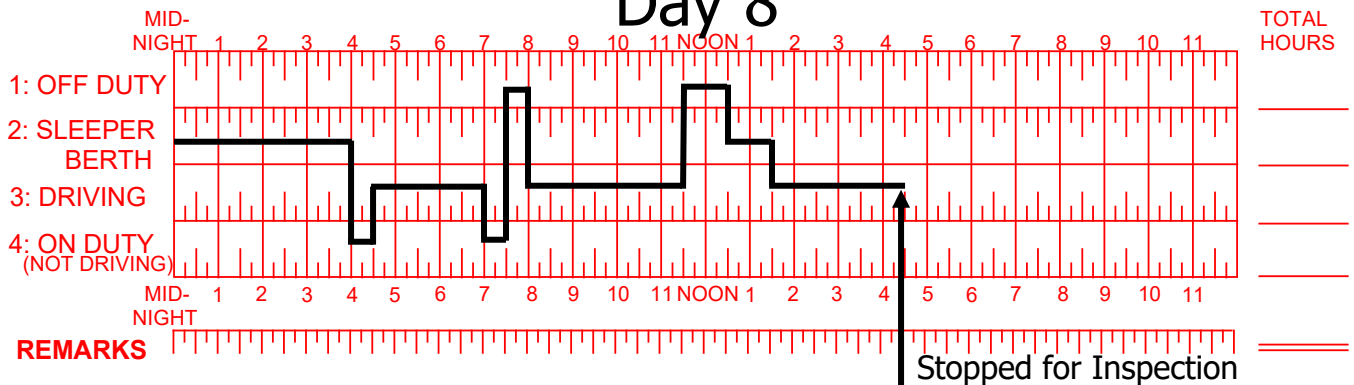 Day 8
MID-
NIGHT 1 2 3 4 5 6 7 8 9 10 11 NOON 1 2 3 4 5 6 7 8 9 10 11
TOTAL
HOURS
1: OFF DUTY
2: SLEEPER
BERTH
3: DRIVING
4: ON DUTY
(NOT DRIVING)
MID-
NIGHT
1 2 3 4 5 6 7 8 9 10 11 NOON 1 2 3 4 5 6 7 8 9 10 11
REMARKS
Stopped for Inspection